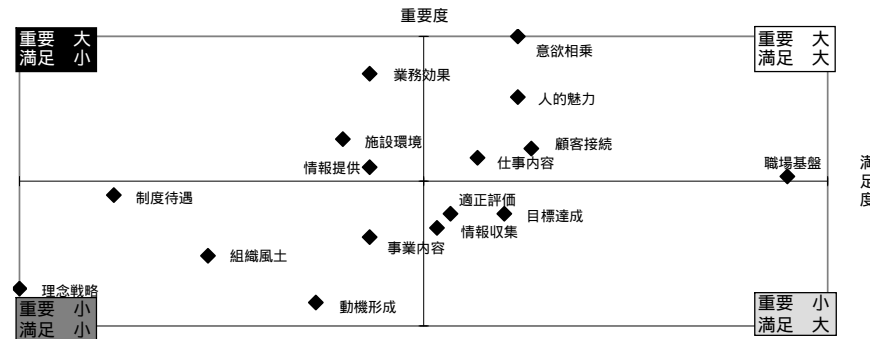 重要度
重要　大
満足　小
重要　大
満足　大
意欲相乗
業務効果
人的魅力
施設環境
顧客接続
仕事内容
情報提供
職場基盤
満足度
制度待遇
適正評価
目標達成
情報収集
事業内容
組織風土
理念戦略
動機形成
重要　小
満足　小
重要　小
満足　大